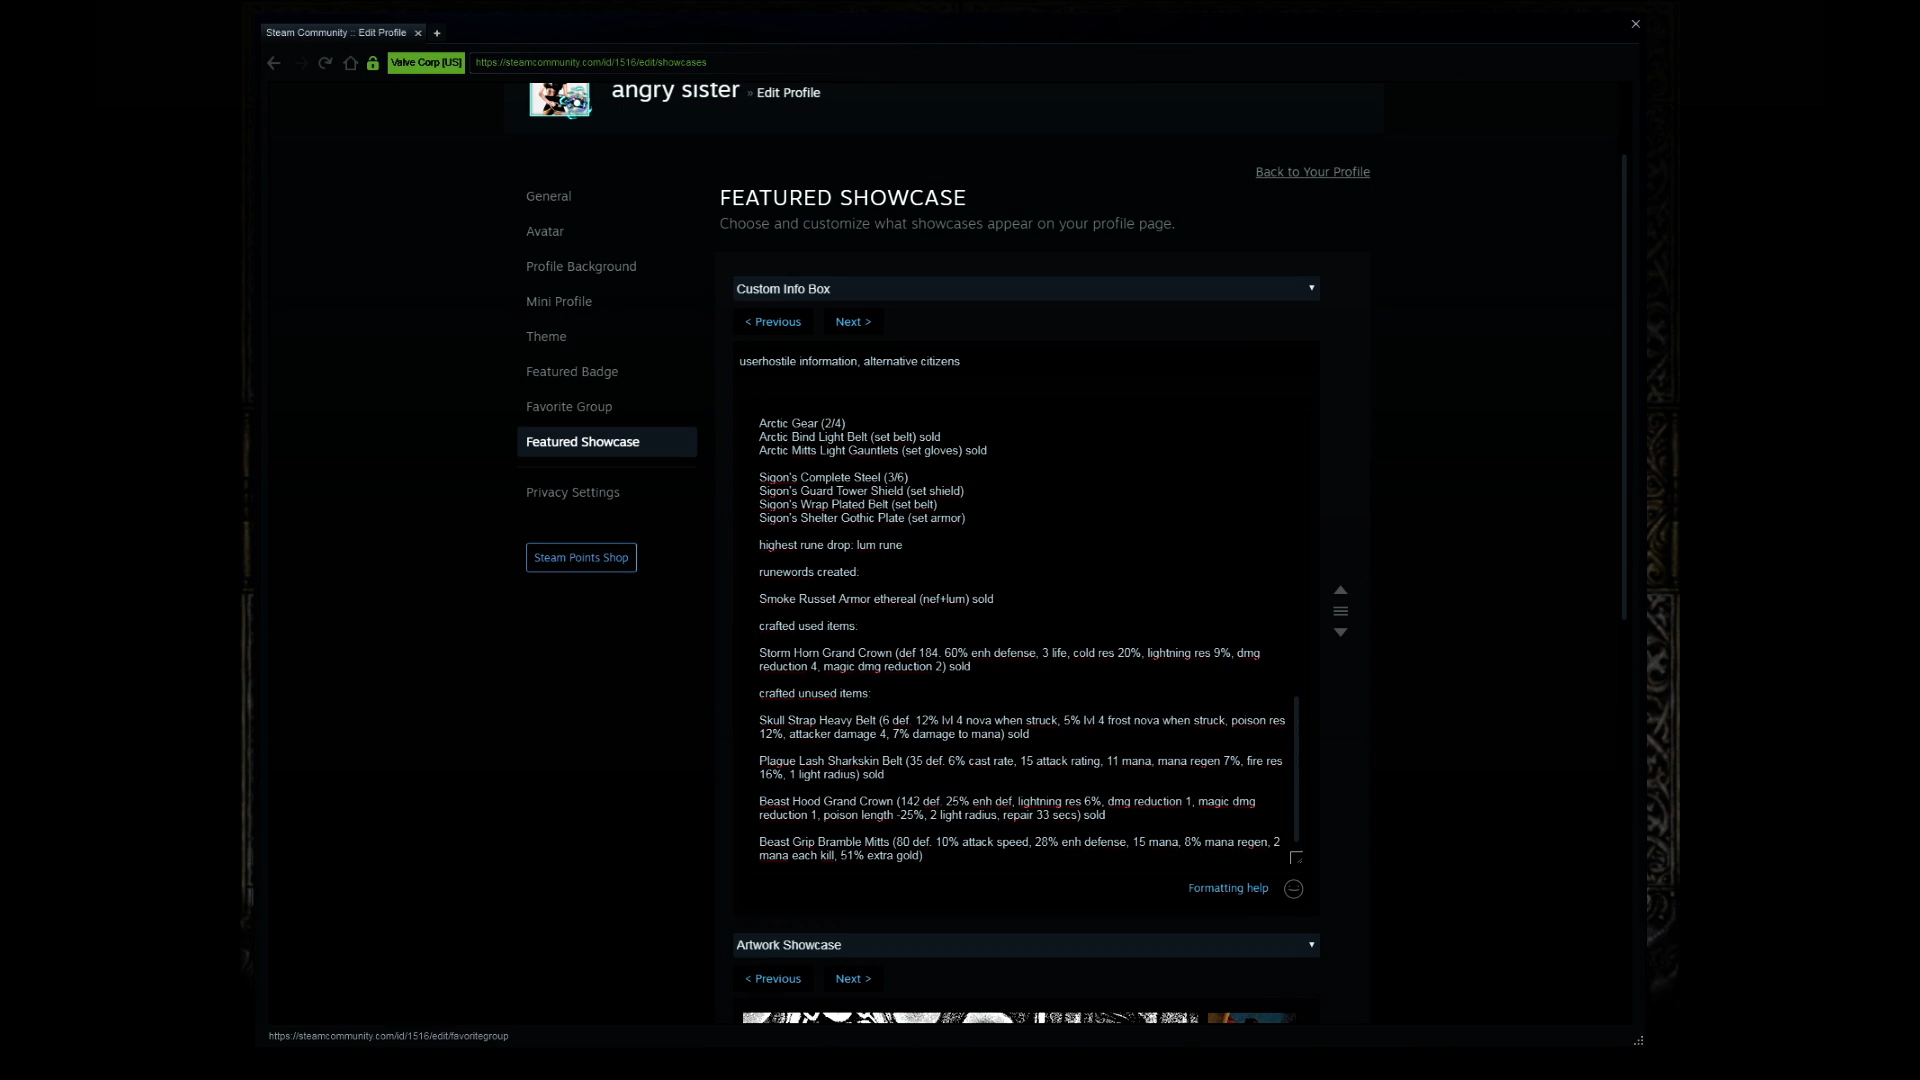 Steam Community :: Edit Profile
Valve Corp [US]
https://steamcommunity.com/id/1516/edit/showcases
angry sister » Edit Profile
Back to Your Profile
General
Avatar
Profile Background
Mini Profile
Theme
Featured Badge
Favorite Group
Featured Showcase
Privacy Settings
Steam Points Shop
FEATURED SHOWCASE
Choose and customize what showcases appear on your profile page.
Custom Info Box
< Previous
Next >
userhostile information, alternative citizens
Arctic Gear (2/4)
Arctic Bind Light Belt (set belt) sold
Arctic Mitts Light Gauntlets (set gloves) sold
Sigon's Complete Steel (3/6)
Sigon's Guard Tower Shield (set shield)
Sigon's Wrap Plated Belt (set belt)
Sigon's Shelter Gothic Plate (set armor)
highest rune drop: lum rune
runewords created:
Smoke Russet Armor ethereal (nef+lum) sold
crafted used items:
Storm Horn Grand Crown (def 184. 60% enh defense, 3 life, cold res 20%, lightning res 9%, dmg
reduction 4, magic dmg reduction 2) sold
crafted unused items:
Skull Strap Heavy Belt (6 def. 12% lvl 4 nova when struck, 5% lvl 4 frost nova when struck, poison res
12%, attacker damage 4, 7% damage to mana) sold
Plague Lash Sharkskin Belt (35 def. 6% cast rate, 15 attack rating, 11 mana, mana regen 7%, fire res
16%, 1 light radius) sold
Beast Hood Grand Crown (142 def. 25% enh def, lightning res 6%, dmg reduction 1, magic dmg
reduction 1, poison length -25%, 2 light radius, repair 33 secs) sold
Beast Grip Bramble Mitts (80 def. 10% attack speed, 28% enh defense, 15 mana, 8% mana regen, 2
mana each kill, 51% extra gold)
Formatting help
Artwork Showcase
< Previous
Next >
https://steamcommunity.com/id/1516/edit/favoritegroup